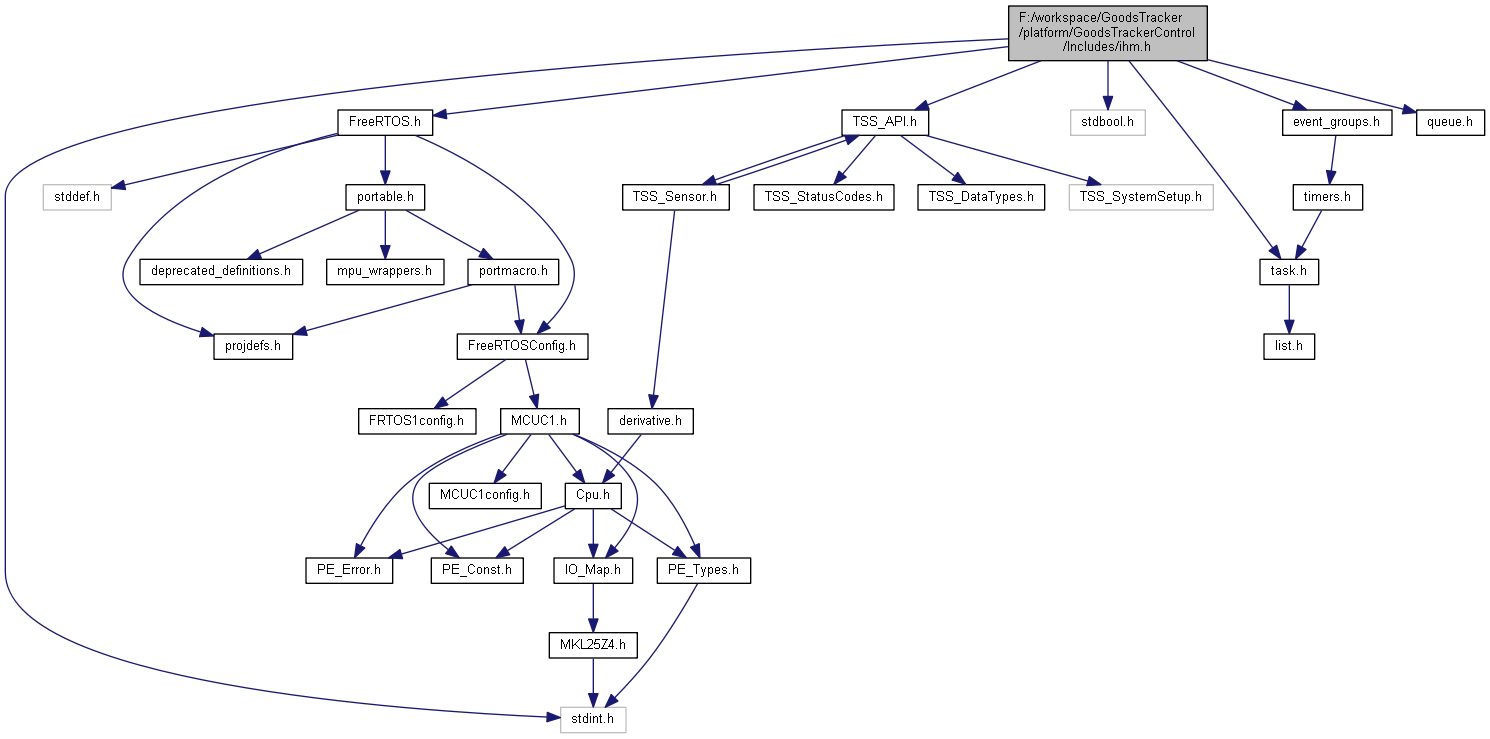 F:/workspace/GoodsTracker
/platform/GoodsTrackerControl
/Includes/ihm.h
FreeRTOS.h
TSS_API.h
stdbool.h
event_groups.h
queue.h
stddef.h
portable.h
TSS_Sensor.h
TSS_StatusCodes.h
TSS_DataTypes.h
TSS_SystemSetup.h
timers.h
deprecated_definitions.h
mpu_wrappers.h
portmacro.h
task.h
projdefs.h
FreeRTOSConfig.h
list.h
FRTOS1config.h
MCUC1.h
derivative.h
MCUC1config.h
Cpu.h
PE_Error.h
PE_Const.h
IO_Map.h
PE_Types.h
MKL25Z4.h
stdint.h